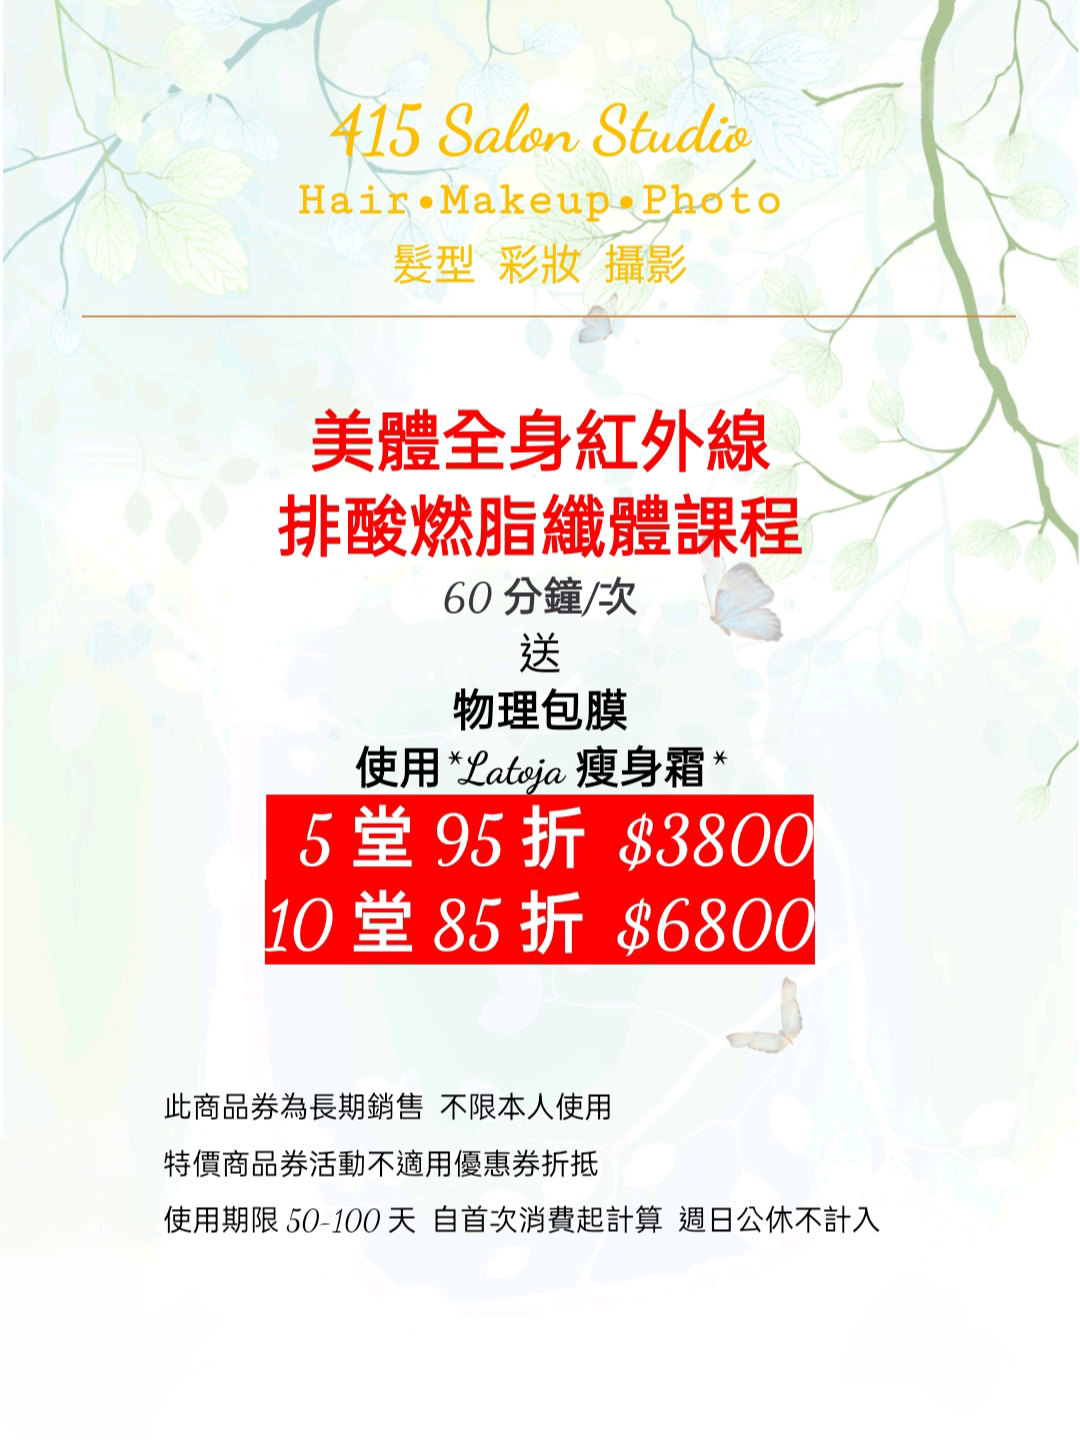 415 Salon Studio
Hair•Makeup•Photo
髮型 彩妝 攝影
美體全身紅外線
排酸燃脂纖體課程
60 分鐘/次
送
物理包膜
使用*Latoja 瘦身霜*
5 堂 95 折 $3800
10 堂 85 折 $6800
此商品券為長期銷售 不限本人使用
特價商品券活動不適用優惠券折抵
使用期限 50-100 天 自首次消費起計算 週日公休不計入